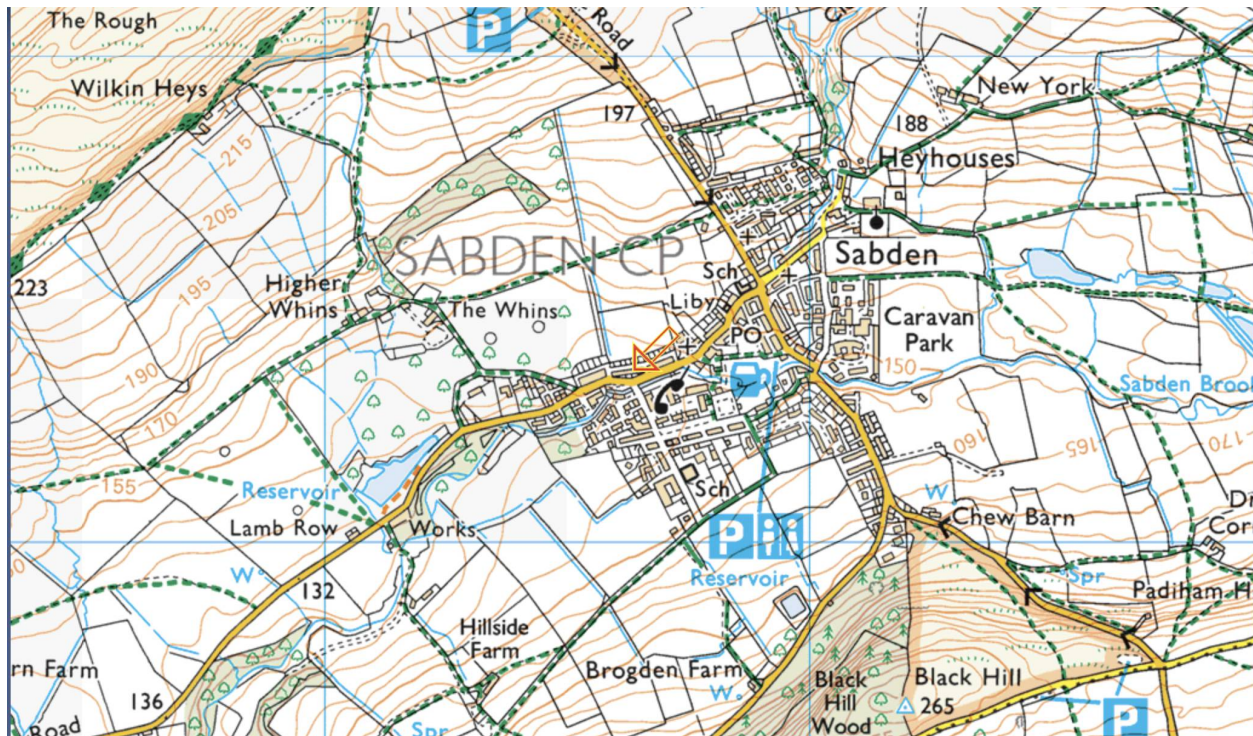 The Rough
P
Road
Wilkin Heys
197
New York
188
215
Heyhouses
205
SABDEN CP
Sabden
Sch
223
195
Higher
Whins
The Whins
Liby
PO
Caravan
Park
150
190
Sabden Brook
170
160
165
170
155
Reservoir
Sch
W
Lamb Row
Works
P
Chew Barn
W
132
Reservoir
Spr
Padiham H
Hillside
Farm
rn Farm
Brogden Farm
W
Black
Hill
Wood
Black Hill
265
136
Road
Spr
P